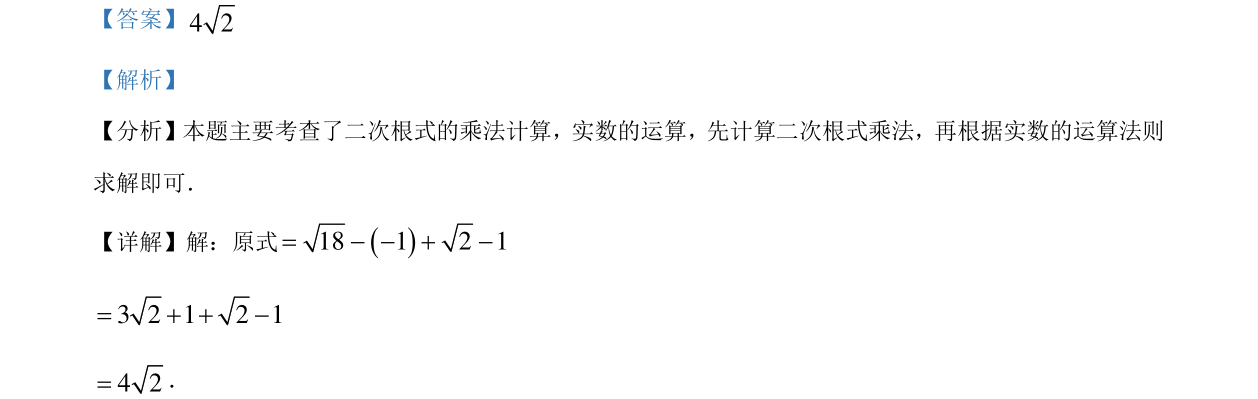 【答案】4√2
【解析】
【分析】本题主要考查了二次根式的乘法计算，实数的运算，先计算二次根式乘法，再根据实数的运算法则
求解即可．
【详解】解：原式＝√18－(－1)＋√2－1
＝3√2＋1＋√2－1
＝4√2．